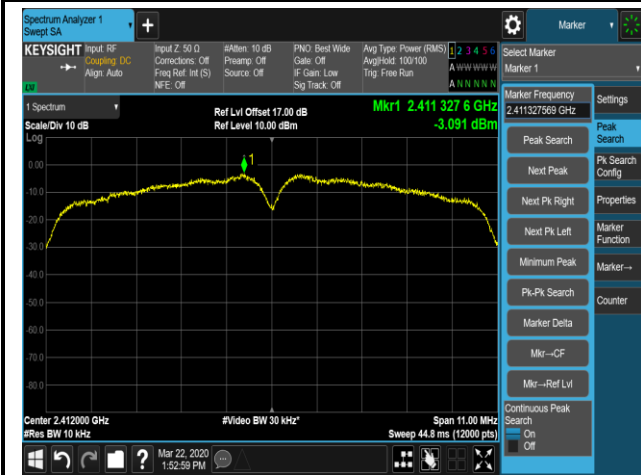 Spectrum Analyzer 1
Swept SA
Marker
KEYSIGHT
Input: RF
Coupling: DC
Align: Auto
Input Z: 50 Ω
Corrections: Off
Freq Ref: Int (S)
NFE: Off
#Atten: 10 dB
Preamp: Off
Source: Off
PNO: Best Wide
Gate: Off
IF Gain: Low
Sig Track: Off
Avg Type: Power (RMS)
Avg|Hold: 100/100
Trig: Free Run
1 2 3 4 5 6
A W W W W W
A N N N N N
Select Marker
Marker 1
1 Spectrum
Scale/Div 10 dB
Log
Ref Lvl Offset 17.00 dB
Ref Level 10.00 dBm
Mkr1 2.411 327 6 GHz
-3.091 dBm
1
0.00
-10.0
-20.0
-30.0
-40.0
-50.0
-60.0
-70.0
-80.0
Center 2.412000 GHz
#Res BW 10 kHz
#Video BW 30 kHz*
Span 11.00 MHz
Sweep 44.8 ms (12000 pts)
Marker Frequency
2.411327569 GHz
Peak Search
Next Peak
Next Pk Right
Next Pk Left
Minimum Peak
Pk-Pk Search
Marker Delta
Mkr→CF
Mkr→Ref Lvl
Continuous Peak
Search
On
Off
Settings
Peak
Search
Pk Search
Config
Properties
Marker
Function
Marker→
Counter
?
Mar 22, 2020
1:52:59 PM